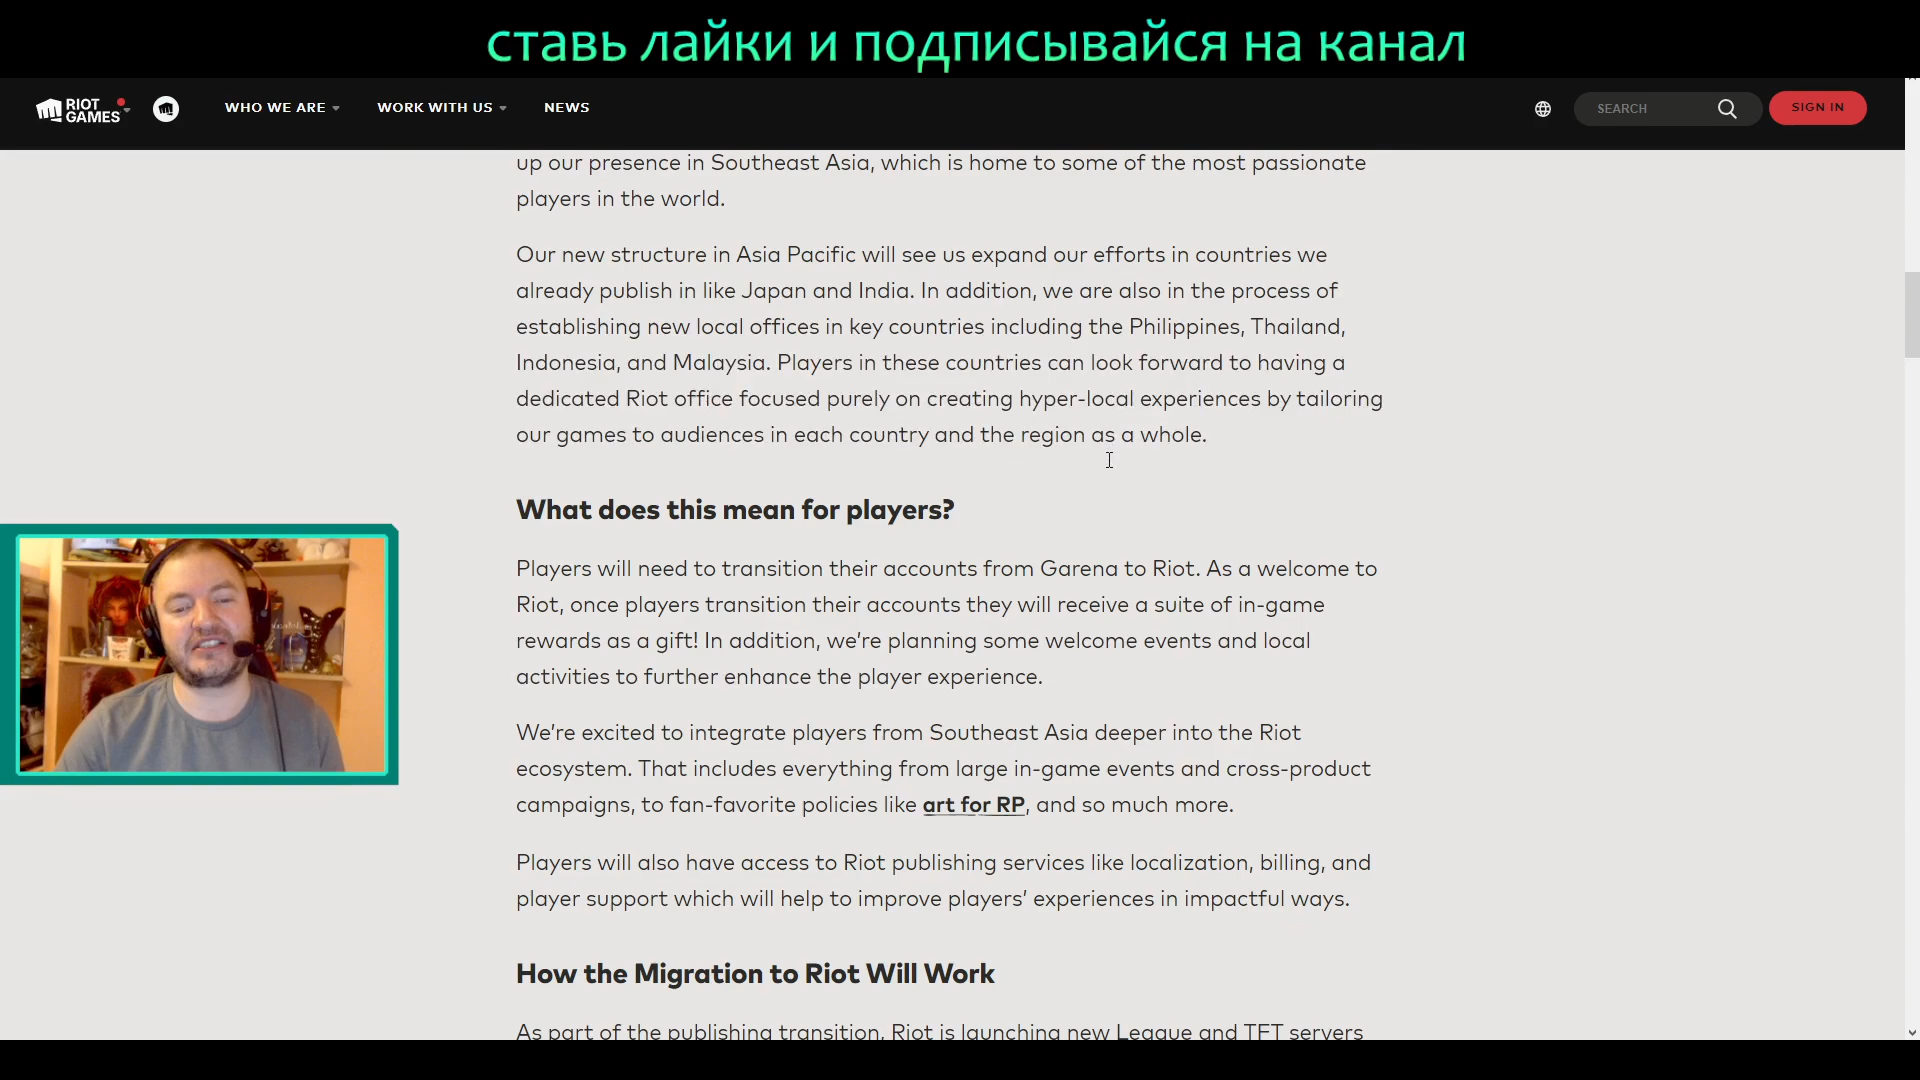 ставь лайки и подписывайся на канал
RIOT GAMES
WHO WE ARE
WORK WITH US
NEWS
SEARCH
SIGN IN
up our presence in Southeast Asia, which is home to some of the most passionate
players in the world.
Our new structure in Asia Pacific will see us expand our efforts in countries we
already publish in like Japan and India. In addition, we are also in the process of
establishing new local offices in key countries including the Philippines, Thailand,
Indonesia, and Malaysia. Players in these countries can look forward to having a
dedicated Riot office focused purely on creating hyper-local experiences by tailoring
our games to audiences in each country and the region as a whole.
What does this mean for players?
Players will need to transition their accounts from Garena to Riot. As a welcome to
Riot, once players transition their accounts they will receive a suite of in-game
rewards as a gift! In addition, we’re planning some welcome events and local
activities to further enhance the player experience.
We’re excited to integrate players from Southeast Asia deeper into the Riot
ecosystem. That includes everything from large in-game events and cross-product
campaigns, to fan-favorite policies like art for RP, and so much more.
Players will also have access to Riot publishing services like localization, billing, and
player support which will help to improve players’ experiences in impactful ways.
How the Migration to Riot Will Work
As part of the publishing transition, Riot is launching new League and TFT servers